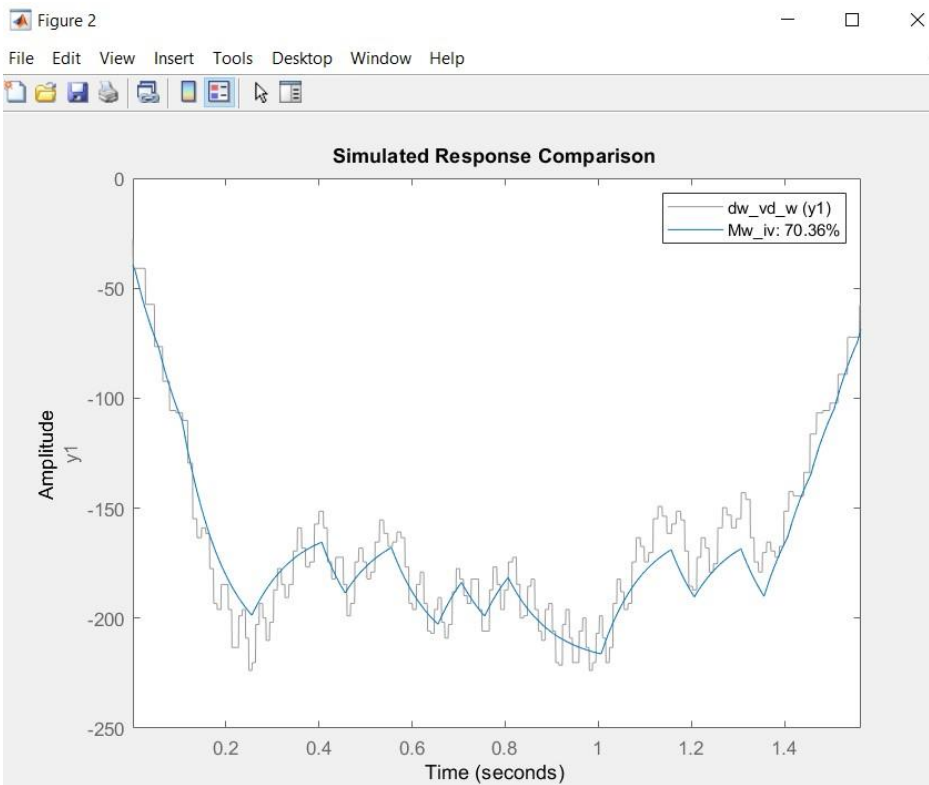 Figure 2
File Edit View Insert Tools Desktop Window Help
Simulated Response Comparison
dw_vd_w (y1)
Mw_iv: 70.36%
0
-50
-100
-150
-200
-250
Amplitude
y1
0.2 0.4 0.6 0.8 1 1.2 1.4
Time (seconds)